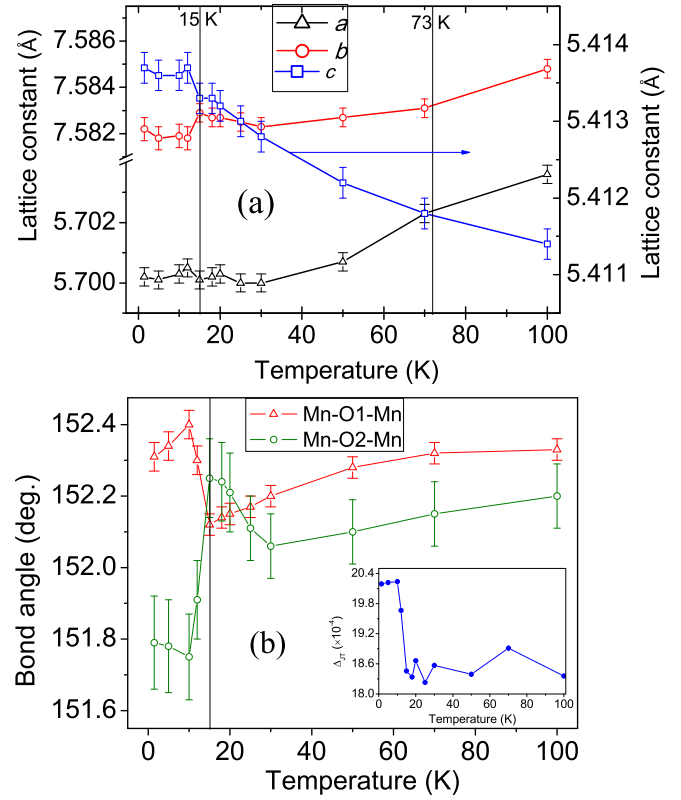 15 K
73 K
a
b
c
7.586
7.584
7.582
5.702
5.700
Lattice constant (Å)
5.414
5.413
5.412
5.411
Lattice constant (Å)
(a)
0 20 40 60 80 100
Temperature (K)
Mn-O1-Mn
Mn-O2-Mn
152.4
152.2
152.0
151.8
151.6
Bond angle (deg.)
(b)
20.4
19.8
19.2
18.6
18.0
Δ_JT (×10⁻⁴)
0 20 40 60 80 100
Temperature (K)
0 20 40 60 80 100
Temperature (K)